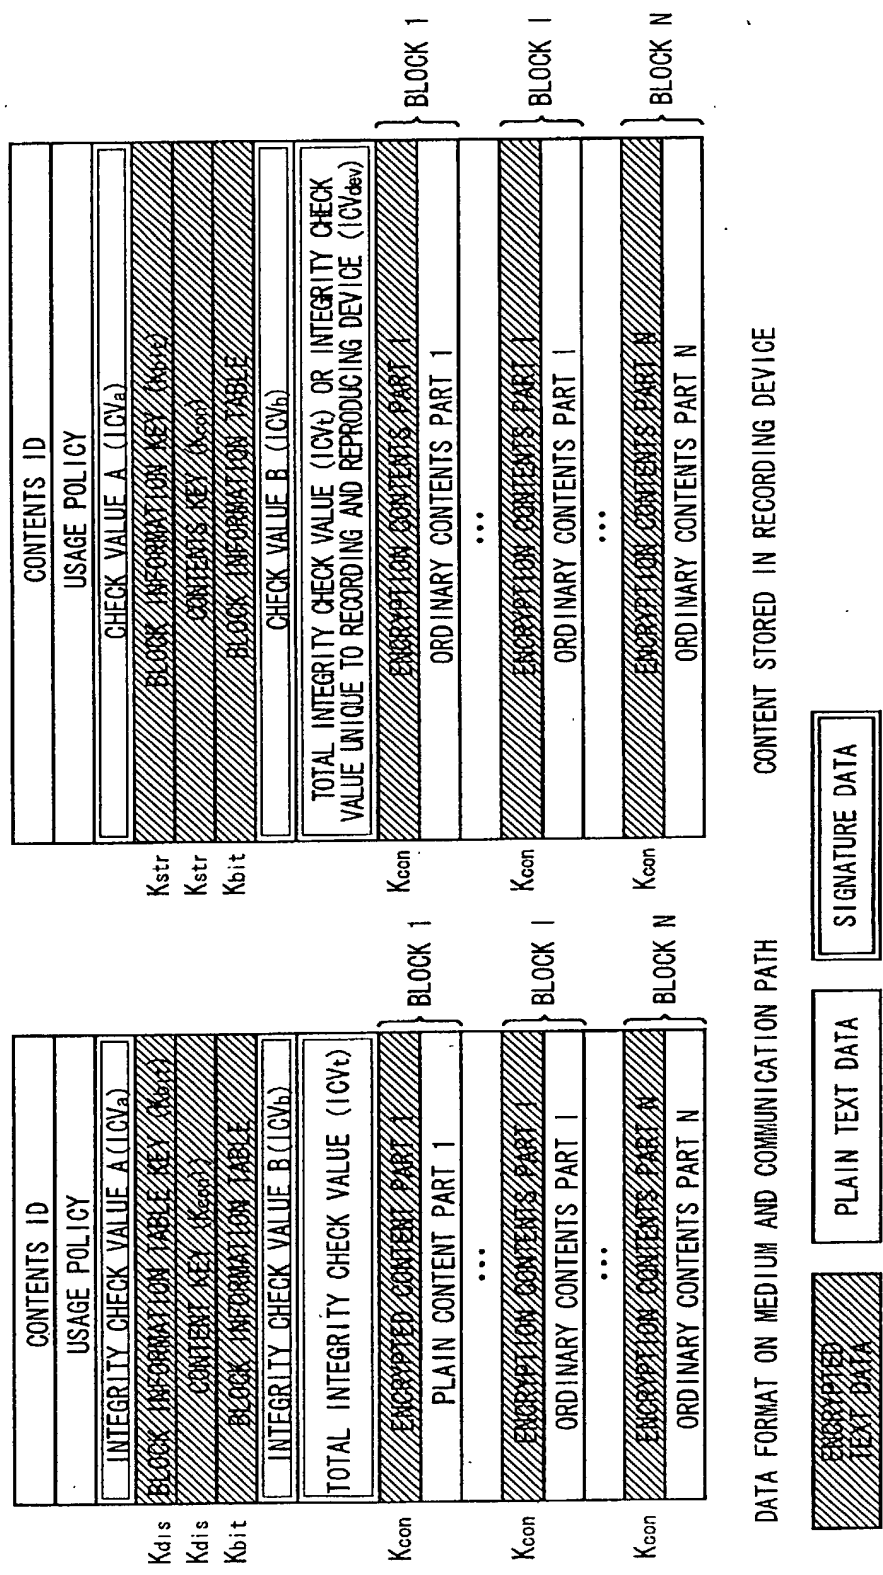 CONTENTS ID
USAGE POLICY
INTEGRITY CHECK VALUE A(ICVa)
Kdis BLOCK INFORMATION TABLE KEY (Kbit)
Kdis CONTENT KEY (Kcon)
Kbit BLOCK INFORMATION TABLE
INTEGRITY CHECK VALUE B(ICVb)
TOTAL INTEGRITY CHECK VALUE (ICVt)
Kcon ENCRYPTED CONTENT PART 1
PLAIN CONTENT PART 1
BLOCK 1
...
Kcon ENCRYPTION CONTENTS PART I
ORDINARY CONTENTS PART I
BLOCK I
...
Kcon ENCRYPTION CONTENTS PART N
ORDINARY CONTENTS PART N
BLOCK N
DATA FORMAT ON MEDIUM AND COMMUNICATION PATH
CONTENTS ID
USAGE POLICY
CHECK VALUE A (ICVa)
Kstr BLOCK INFORMATION KEY (Kbit)
Kstr CONTENTS KEY (Kcon)
Kbit BLOCK INFORMATION TABLE
CHECK VALUE B (ICVb)
TOTAL INTEGRITY CHECK VALUE (ICVt) OR INTEGRITY CHECK
VALUE UNIQUE TO RECORDING AND REPRODUCING DEVICE (ICVdev)
Kcon ENCRYPTION CONTENTS PART 1
ORDINARY CONTENTS PART 1
BLOCK 1
...
Kcon ENCRYPTION CONTENTS PART I
ORDINARY CONTENTS PART I
BLOCK I
...
Kcon ENCRYPTION CONTENTS PART N
ORDINARY CONTENTS PART N
BLOCK N
CONTENT STORED IN RECORDING DEVICE
ENCRYPTED
TEXT DATA
PLAIN TEXT DATA
SIGNATURE DATA